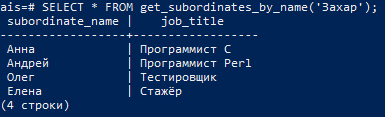 ais=# SELECT * FROM get_subordinates_by_name('Захар');
 subordinate_name |    job_title
------------------+------------------
 Анна             | Программист C
 Андрей           | Программист Perl
 Олег             | Тестировщик
 Елена            | Стажёр
(4 строки)